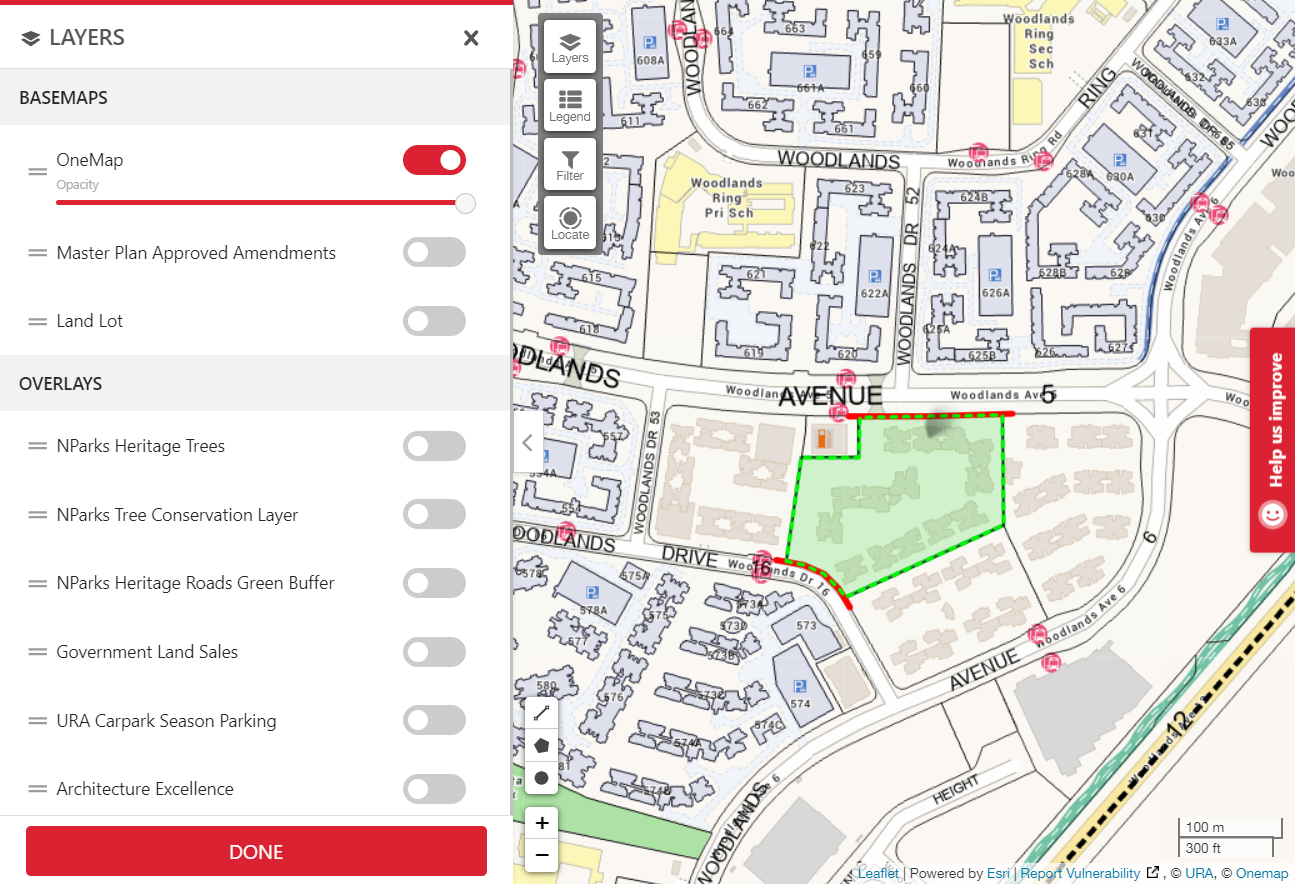 LAYERS
BASEMAPS
OneMap
Opacity
Master Plan Approved Amendments
Land Lot
OVERLAYS
NParks Heritage Trees
NParks Tree Conservation Layer
NParks Heritage Roads Green Buffer
Government Land Sales
URA Carpark Season Parking
Architecture Excellence
DONE
Layers
Legend
Filter
Locate
663
664
608A
659
661A
660
662
661
611
Woodlands
Ring
Sec
Sch
633A
632
633
631
630A
628A
630
WOODLANDS
RING
Woodlands Ring Rd
Woodlands
Ring
Pri Sch
623
622
622A
624B
624A
626A
628B
625A
625B
626
627
615
618
621
619
620
WOODLANDS DR 52
Woodlands Ave 6
AVENUE
5
Woodlands Ave 5
WOODLANDS DR 53
557
554
DRIVE
16
Woodlands Dr 16
575A
578A
575
577
576
580
573A
573D
573B
573C
573
574
574C
574A
574B
AVENUE
6
Woodlands Ave 6
WOODLANDS
12
HEIGHT
Help us improve
+
−
100 m
300 ft
Leaflet | Powered by Esri | Report Vulnerability , © URA, © Onemap